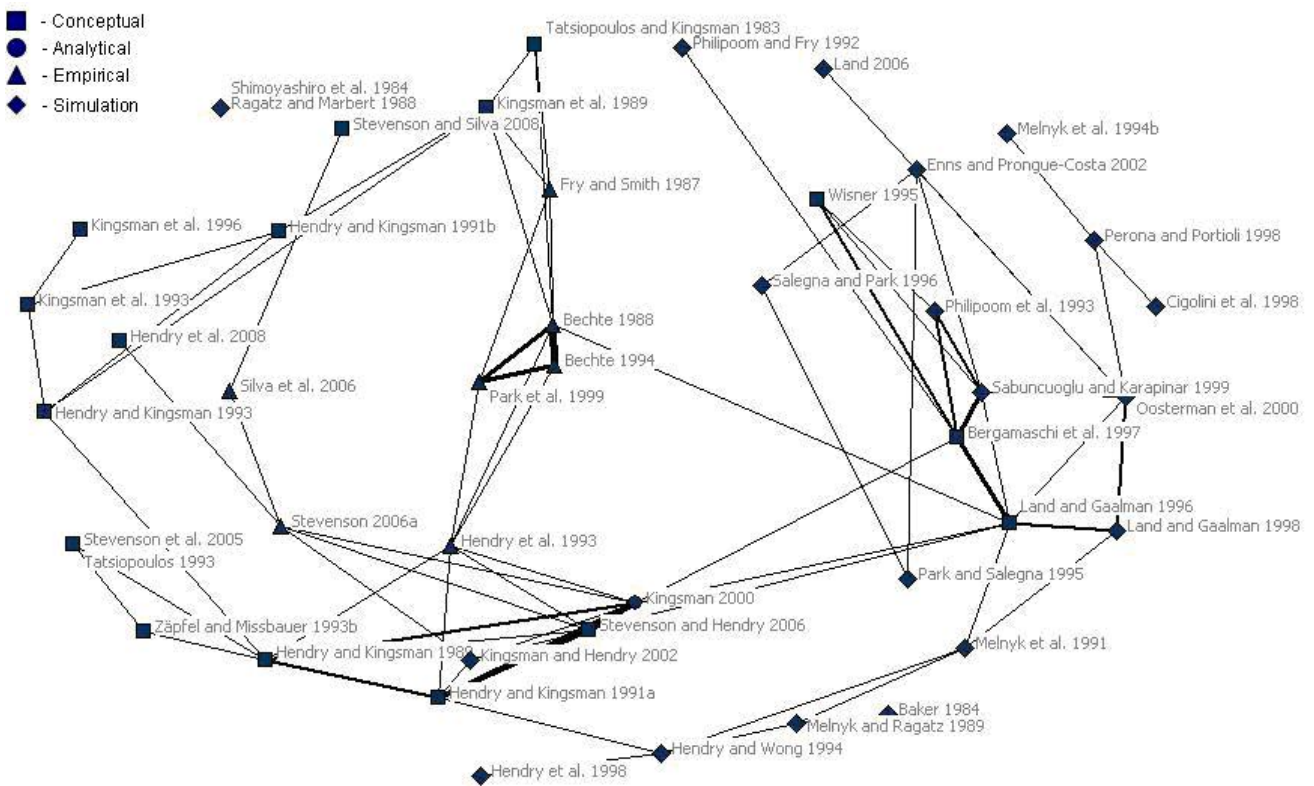 - Conceptual
- Analytical
- Empirical
- Simulation
Tatsiopoulos and Kingsman 1983
Philipoom and Fry 1992
Land 2006
Shimoyashiro et al. 1984
Ragatz and Marbert 1988
Kingsman et al. 1989
Stevenson and Silva 2008
Melnyk et al. 1994b
Enns and Prongue-Costa 2002
Fry and Smith 1987
Wisner 1995
Kingsman et al. 1996
Hendry and Kingsman 1991b
Perona and Portioli 1998
Salegna and Park 1996
Kingsman et al. 1993
Philipoom et al. 1993
Cigolini et al. 1998
Bechte 1988
Hendry et al. 2008
Bechte 1994
Silva et al. 2006
Park et al. 1999
Sabuncuoglu and Karapinar 1999
Oosterman et al. 2000
Hendry and Kingsman 1993
Bergamaschi et al. 1997
Land and Gaalman 1996
Stevenson 2006a
Land and Gaalman 1998
Stevenson et al. 2005
Hendry et al. 1993
Tatsiopoulos 1993
Park and Salegna 1995
Kingsman 2000
Zäpfel and Missbauer 1993b
Stevenson and Hendry 2006
Hendry and Kingsman 1989
Kingsman and Hendry 2002
Melnyk et al. 1991
Hendry and Kingsman 1991a
Baker 1984
Melnyk and Ragatz 1989
Hendry and Wong 1994
Hendry et al. 1998